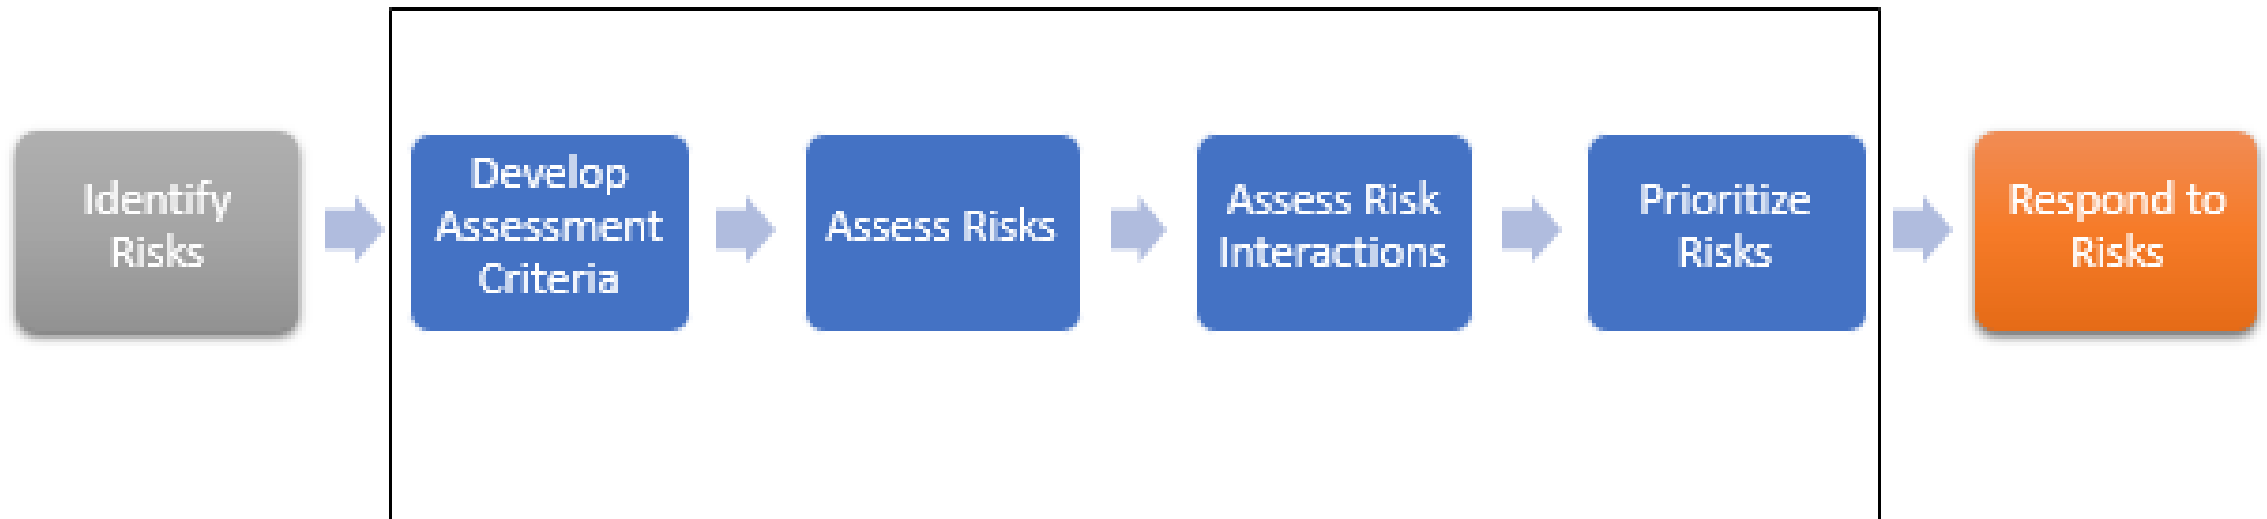 Identify
Risks
Develop
Assessment
Criteria
Assess Risks
Assess Risk
Interactions
Prioritize
Risks
Respond to
Risks